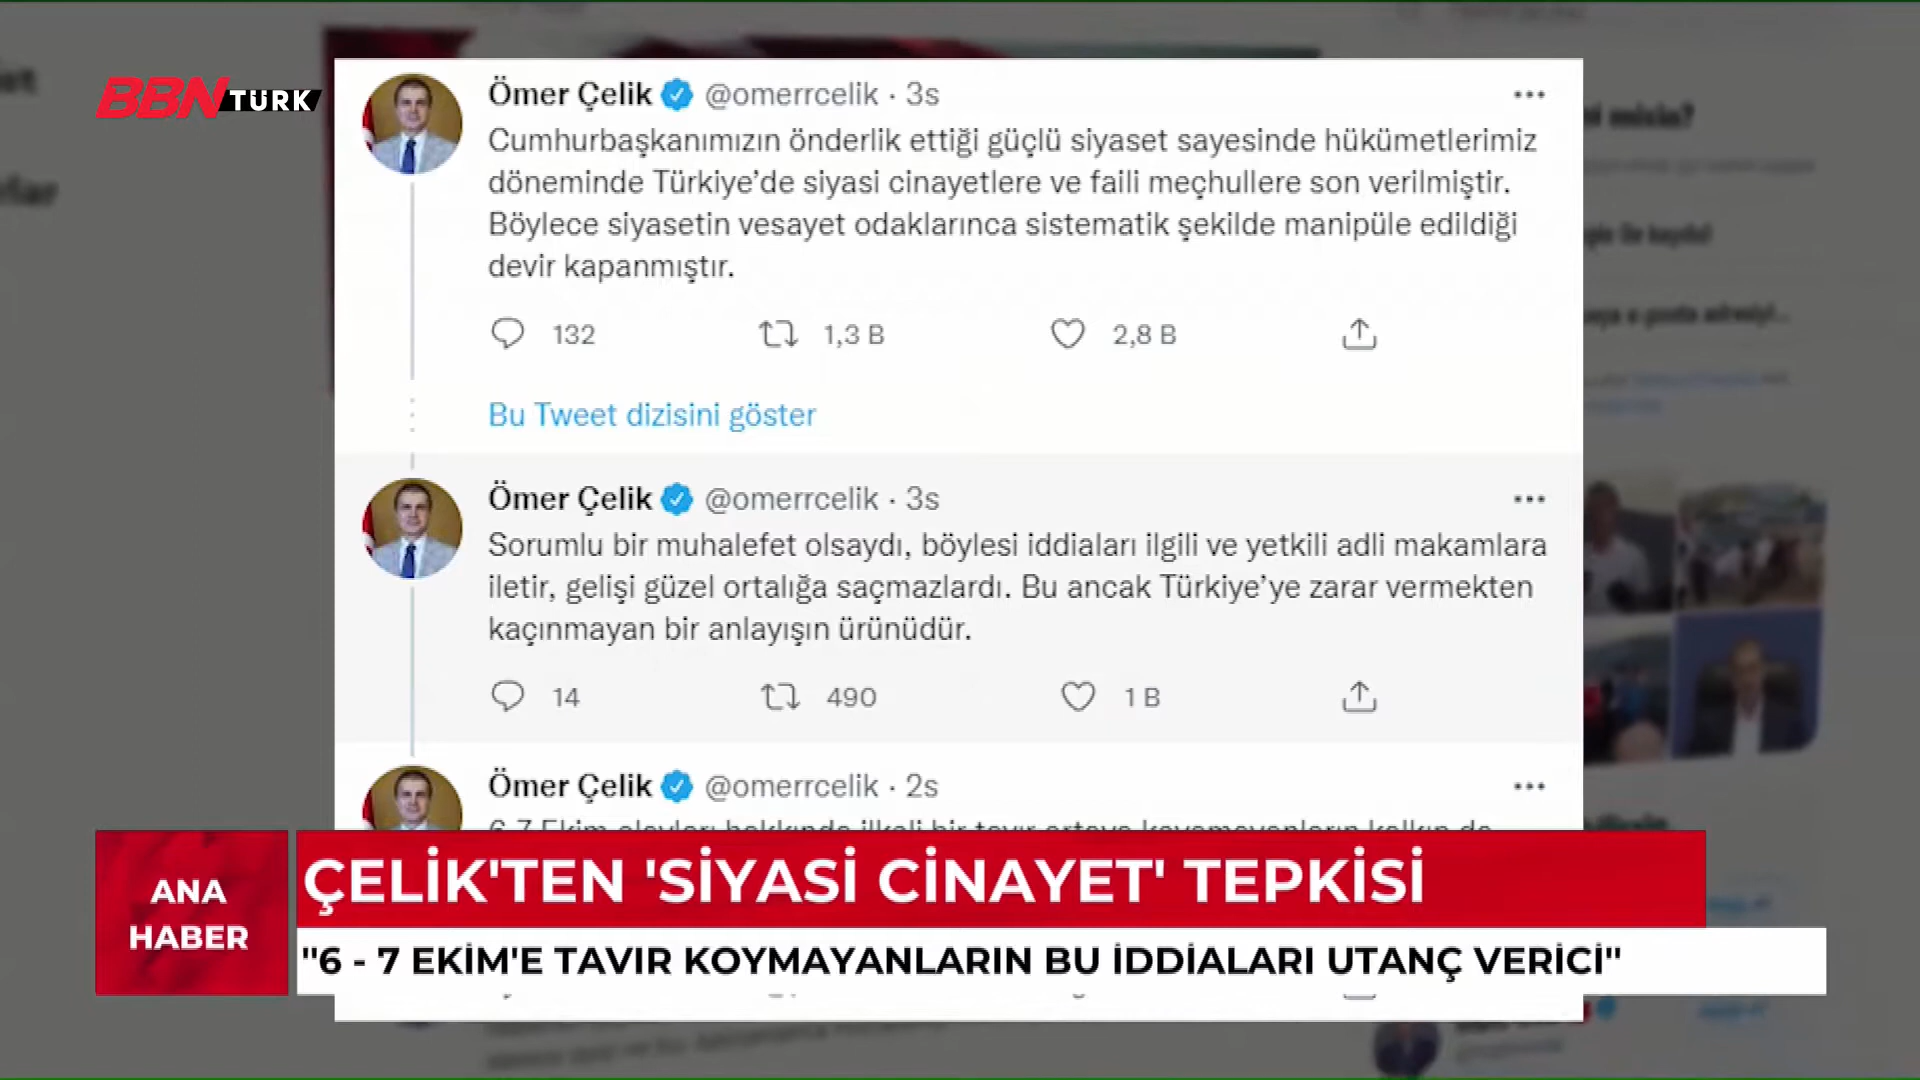 BBN TÜRK
Ömer Çelik @omerrcelik · 3s
Cumhurbaşkanımızın önderlik ettiği güçlü siyaset sayesinde hükümetlerimiz
döneminde Türkiye'de siyasi cinayetlere ve faili meçhullere son verilmiştir.
Böylece siyasetin vesayet odaklarınca sistematik şekilde manipüle edildiği
devir kapanmıştır.
132 1,3 B 2,8 B
Bu Tweet dizisini göster
Ömer Çelik @omerrcelik · 3s
Sorumlu bir muhalefet olsaydı, böylesi iddiaları ilgili ve yetkili adli makamlara
iletir, gelişi güzel ortalığa saçmazlardı. Bu ancak Türkiye'ye zarar vermekten
kaçınmayan bir anlayışın ürünüdür.
14 490 1 B
Ömer Çelik @omerrcelik · 2s
ANA
HABER
ÇELİK'TEN 'SİYASİ CİNAYET' TEPKİSİ
"6 - 7 EKİM'E TAVIR KOYMAYANLARIN BU İDDİALARI UTANÇ VERİCİ"